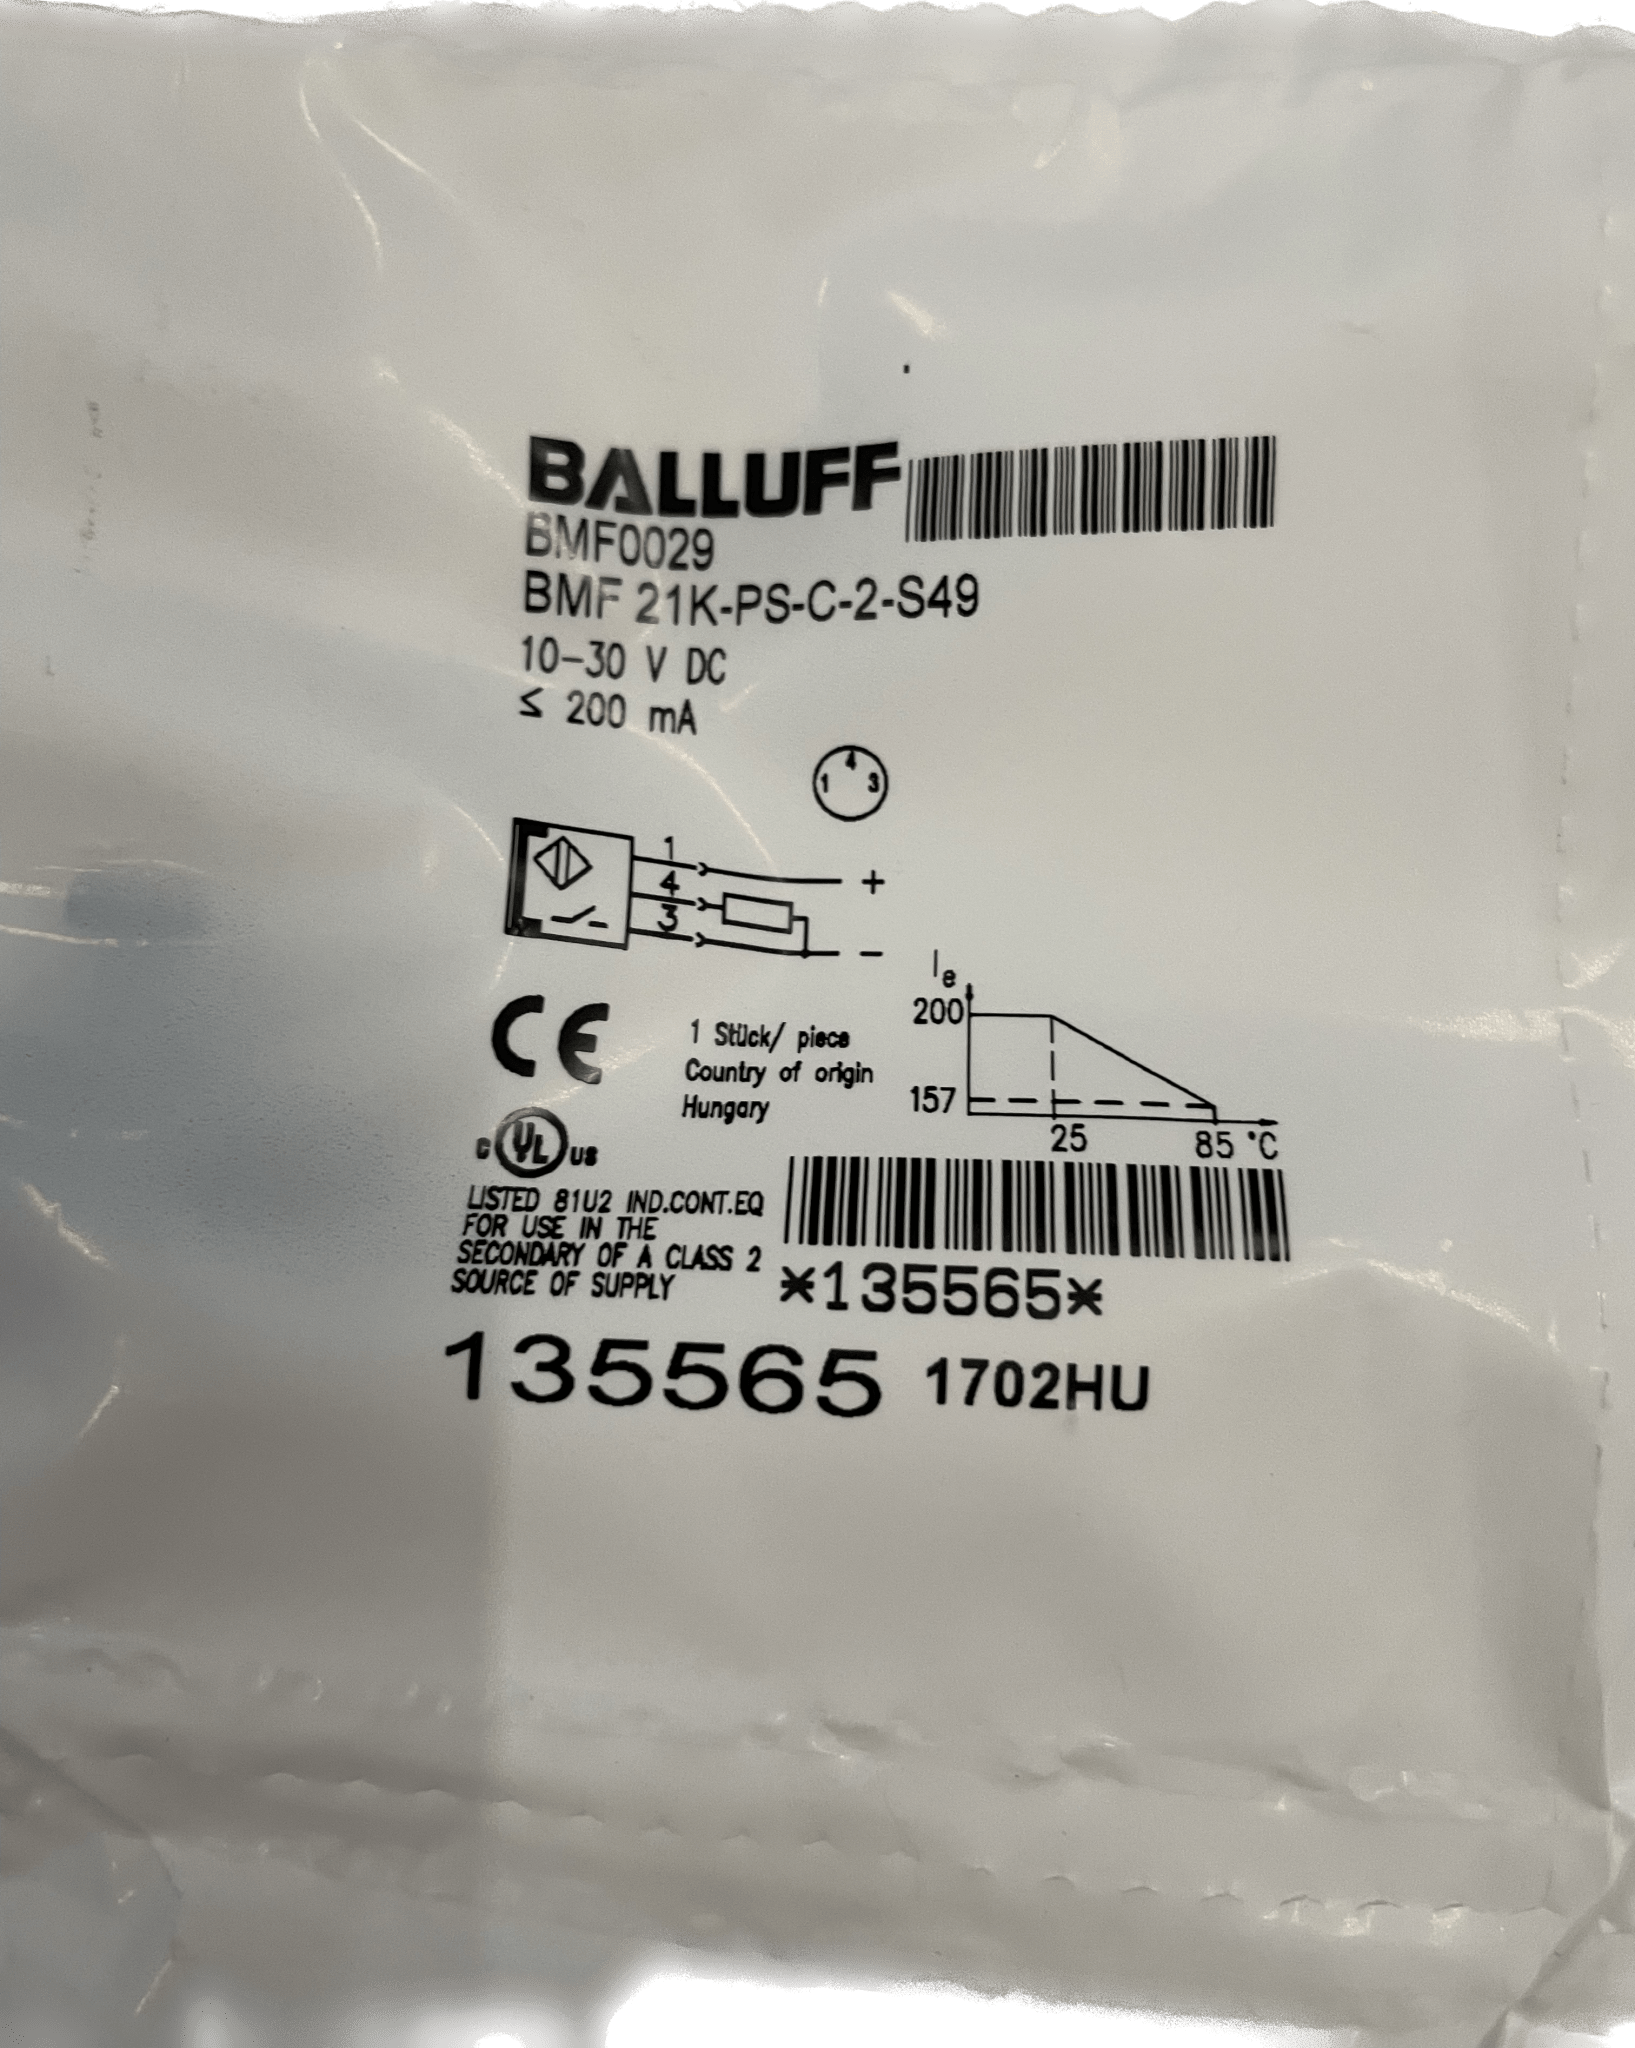 BALLUFF
BMF0029
BMF 21K-PS-C-2-S49
10-30 V DC
≤ 200 mA
4
1 3
1
4
3
+
-
Ie
200
157
25
85 °C
CE
1 Stück/ piece
Country of origin
Hungary
C UL US
LISTED 81U2 IND.CONT.EQ
FOR USE IN THE
SECONDARY OF A CLASS 2
SOURCE OF SUPPLY
*135565*
135565 1702HU